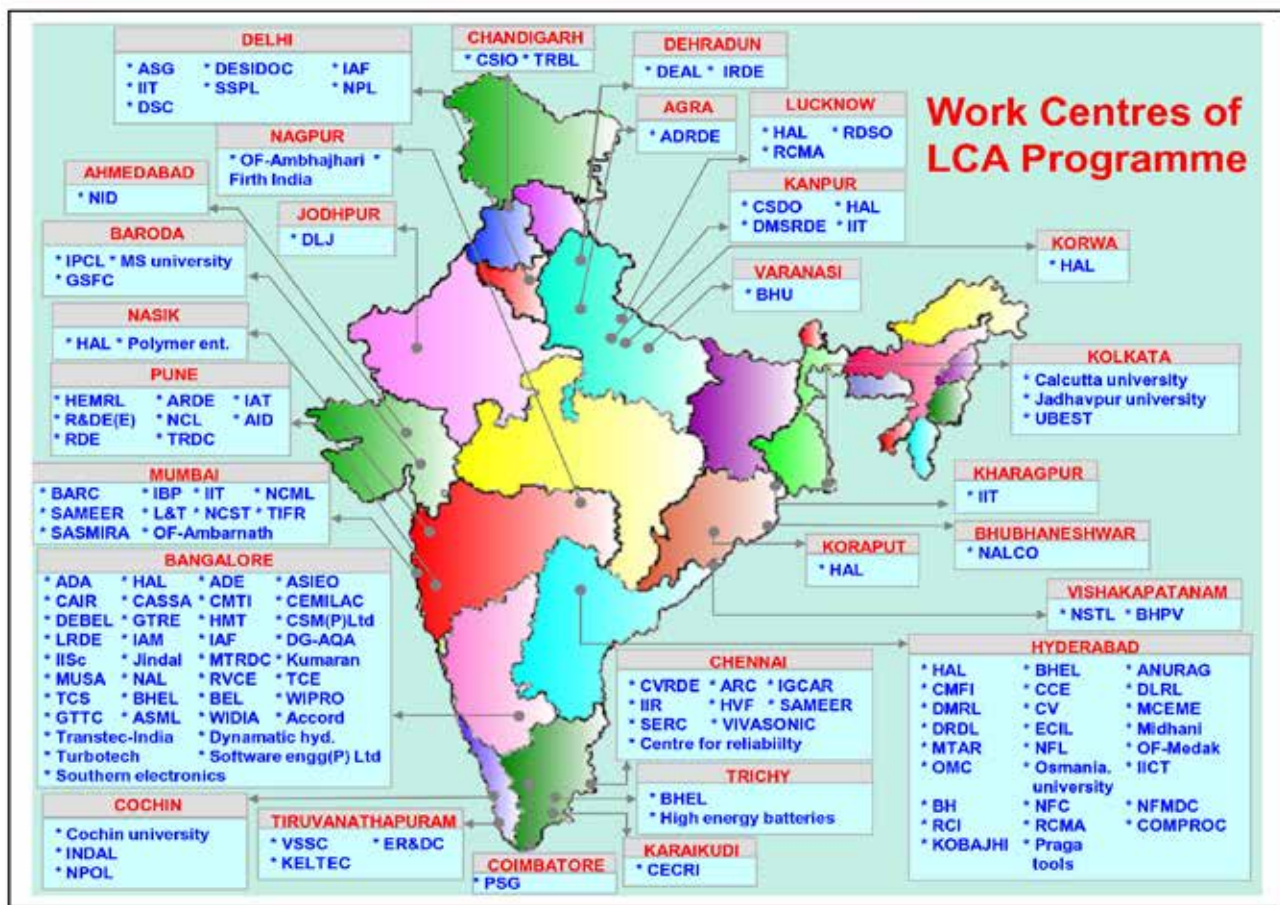 Work Centres of
LCA Programme
DELHI
* ASG * DESIDOC * IAF
* IIT * SSPL * NPL
* DSC
CHANDIGARH
* CSIO * TRBL
DEHRADUN
* DEAL * IRDE
AGRA
* ADRDE
LUCKNOW
* HAL * RDSO
* RCMA
NAGPUR
* OF-Ambhajhari *
Firth India
AHMEDABAD
* NID
JODHPUR
* DLJ
KANPUR
* CSDO * HAL
* DMSRDE * IIT
BARODA
* IPCL * MS university
* GSFC
KORWA
* HAL
VARANASI
* BHU
NASIK
* HAL * Polymer ent.
KOLKATA
* Calcutta university
* Jadhavpur university
* UBEST
PUNE
* HEMRL * ARDE * IAT
* R&DE(E) * NCL * AID
* RDE * TRDC
MUMBAI
* BARC * IBP * IIT * NCML
* SAMEER * L&T * NCST * TIFR
* SASMIRA * OF-Ambarnath
KHARAGPUR
* IIT
BHUBHANESHWAR
* NALCO
KORAPUT
* HAL
VISHAKAPATANAM
* NSTL * BHPV
BANGALORE
* ADA * HAL * ADE * ASIEO
* CAIR * CASSA * CMTI * CEMILAC
* DEBEL * GTRE * HMT * CSM(P)Ltd
* LRDE * IAM * IAF * DG-AQA
* IISc * Jindal * MTRDC * Kumaran
* MUSA * NAL * RVCE * TCE
* TCS * BHEL * BEL * WIPRO
* GTTC * ASML * WIDIA * Accord
* Transtec-India * Dynamatic hyd.
* Turbotech * Software engg(P) Ltd
* Southern electronics
CHENNAI
* CVRDE * ARC * IGCAR
* IIR * HVF * SAMEER
* SERC * VIVASONIC
* Centre for reliabiilty
HYDERABAD
* HAL * BHEL * ANURAG
* CMFI * CCE * DLRL
* DMRL * CV * MCEME
* DRDL * ECIL * Midhani
* MTAR * NFL * OF-Medak
* OMC * Osmania, * IICT
university
* BH * NFC * NFMDC
* RCI * RCMA * COMPROC
* KOBAJHI * Praga
tools
TRICHY
* BHEL
* High energy batteries
COCHIN
* Cochin university
* INDAL
* NPOL
TIRUVANATHAPURAM
* VSSC * ER&DC
* KELTEC
COIMBATORE
* PSG
KARAIKUDI
* CECRI